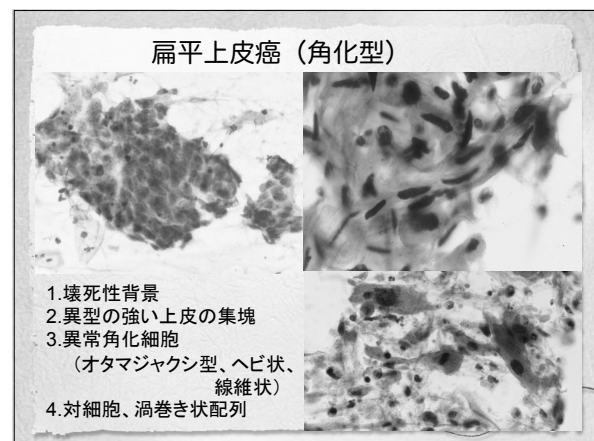 扁平上皮癌（角化型）
1.壊死性背景
2.異型の強い上皮の集塊
3.異常角化細胞
（オタマジャクシ型、ヘビ状、
線維状）
4.対細胞、渦巻き状配列